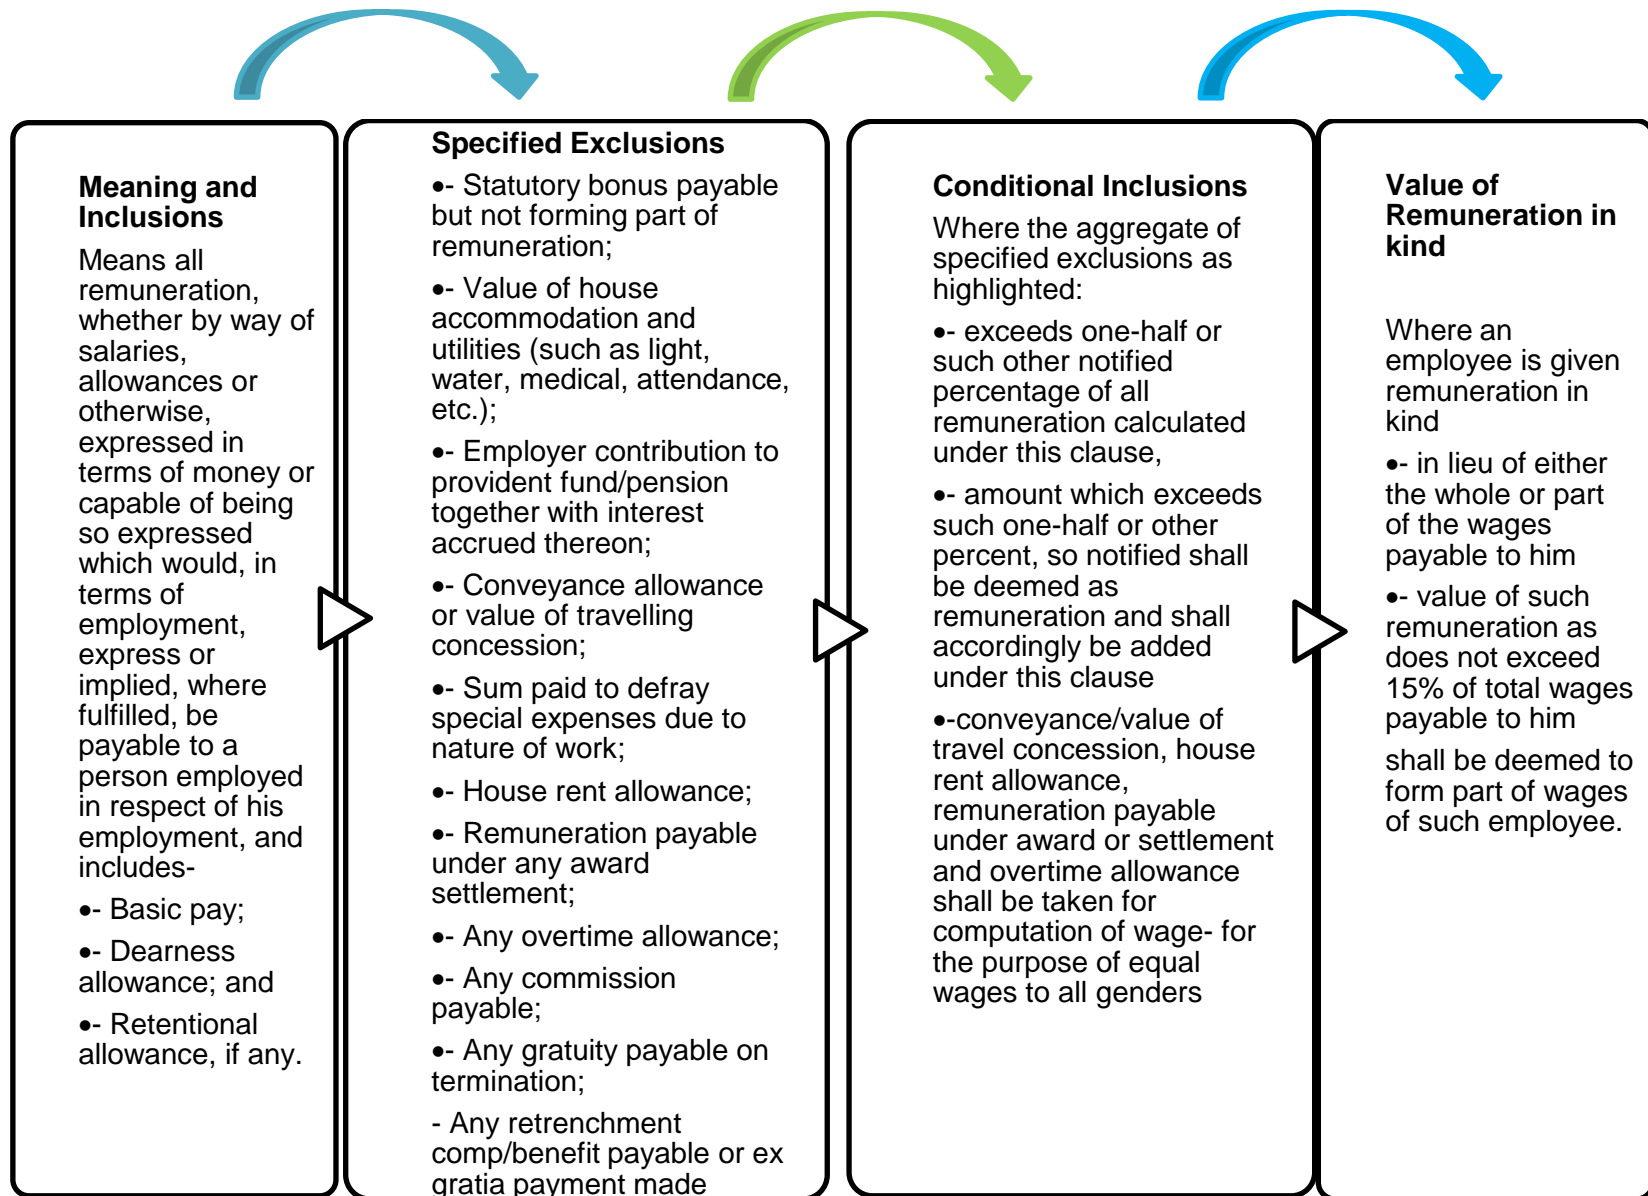 Meaning and
Inclusions
Means all
remuneration,
whether by way of
salaries,
allowances or
otherwise,
expressed in
terms of money or
capable of being
so expressed
which would, in
terms of
employment,
express or
implied, where
fulfilled, be
payable to a
person employed
in respect of his
employment, and
includes-
•- Basic pay;
•- Dearness
allowance; and
•- Retentional
allowance, if any.
Specified Exclusions
•- Statutory bonus payable
but not forming part of
remuneration;
•- Value of house
accommodation and
utilities (such as light,
water, medical, attendance,
etc.);
•- Employer contribution to
provident fund/pension
together with interest
accrued thereon;
•- Conveyance allowance
or value of travelling
concession;
•- Sum paid to defray
special expenses due to
nature of work;
•- House rent allowance;
•- Remuneration payable
under any award
settlement;
•- Any overtime allowance;
•- Any commission
payable;
•- Any gratuity payable on
termination;
- Any retrenchment
comp/benefit payable or ex
gratia payment made
Conditional Inclusions
Where the aggregate of
specified exclusions as
highlighted:
•- exceeds one-half or
such other notified
percentage of all
remuneration calculated
under this clause,
•- amount which exceeds
such one-half or other
percent, so notified shall
be deemed as
remuneration and shall
accordingly be added
under this clause
•-conveyance/value of
travel concession, house
rent allowance,
remuneration payable
under award or settlement
and overtime allowance
shall be taken for
computation of wage- for
the purpose of equal
wages to all genders
Value of
Remuneration in
kind
Where an
employee is given
remuneration in
kind
•- in lieu of either
the whole or part
of the wages
payable to him
•- value of such
remuneration as
does not exceed
15% of total wages
payable to him
shall be deemed to
form part of wages
of such employee.